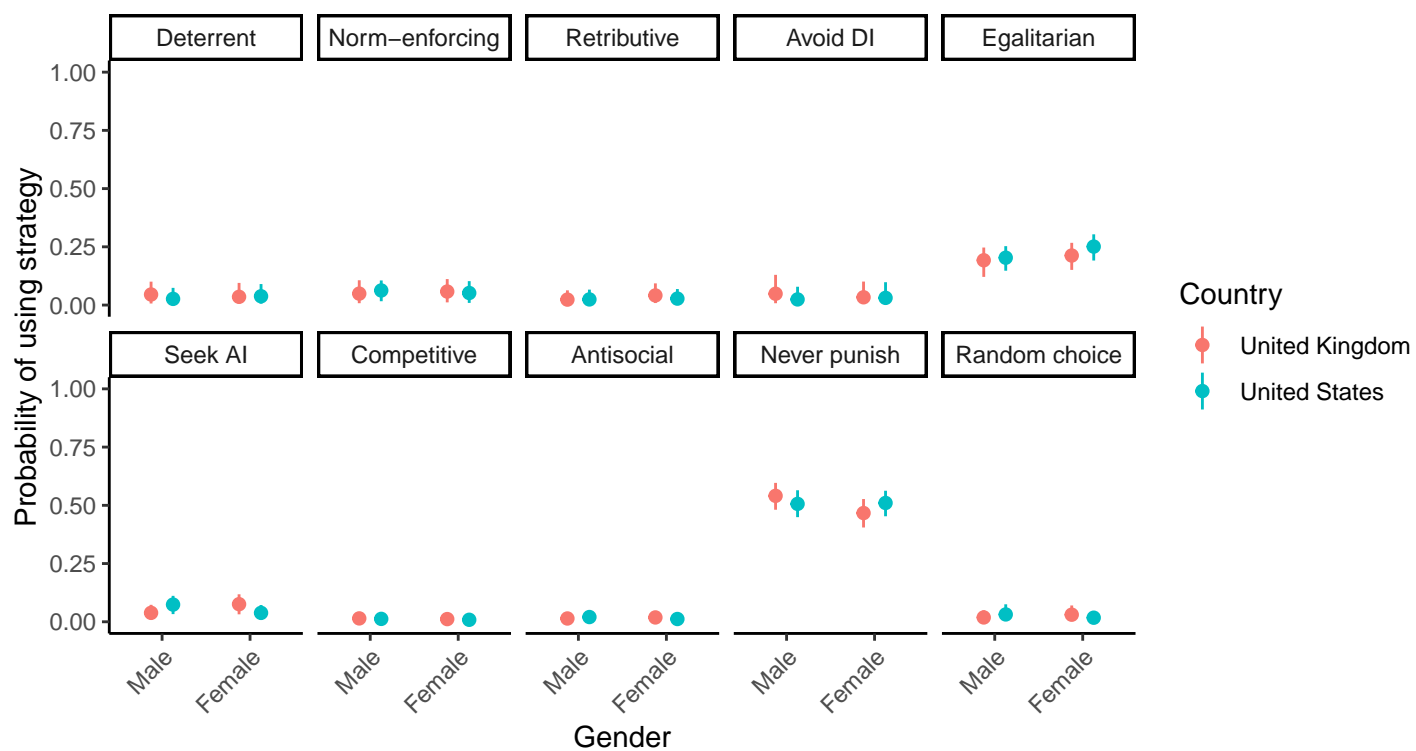 Deterrent
Norm−enforcing
Retributive
Avoid DI
Egalitarian
1.00
0.75
0.50
0.25
0.00
Seek AI
Competitive
Antisocial
Never punish
Random choice
1.00
0.75
0.50
0.25
0.00
Male
Female
Male
Female
Male
Female
Male
Female
Male
Female
Gender
Probability of using strategy
Country
United Kingdom
United States